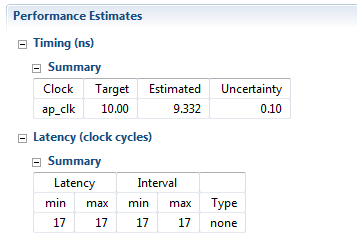 Performance Estimates
Timing (ns)
Summary
Clock Target Estimated Uncertainty
ap_clk 10.00 9.332 0.10
Latency (clock cycles)
Summary
Latency Interval
min max min max Type
17 17 17 17 none